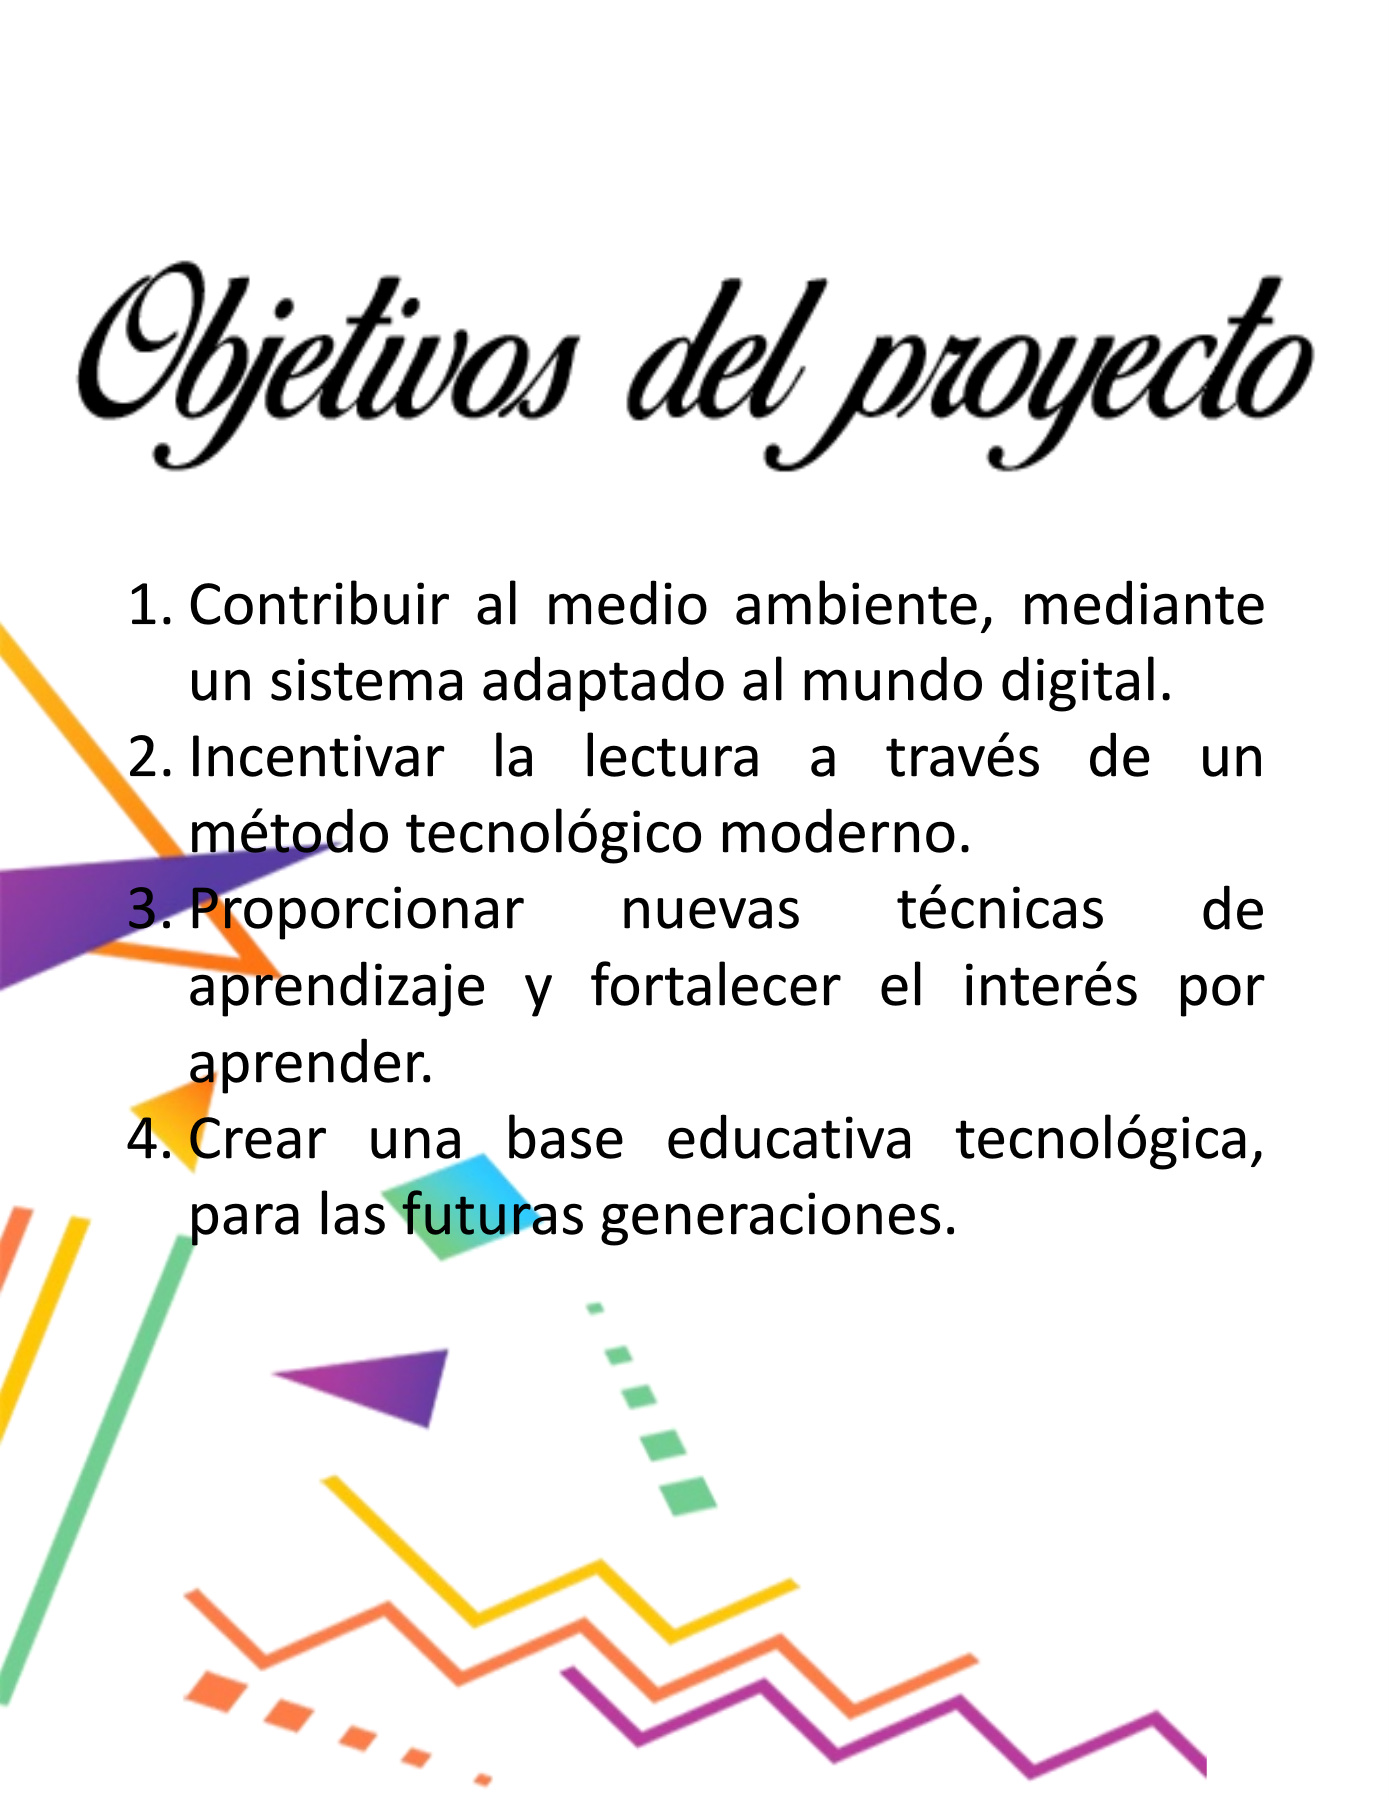 Objetivos del proyecto
1. Contribuir al medio ambiente, mediante
un sistema adaptado al mundo digital.
2. Incentivar la lectura a través de un
método tecnológico moderno.
3. Proporcionar nuevas técnicas de
aprendizaje y fortalecer el interés por
aprender.
4. Crear una base educativa tecnológica,
para las futuras generaciones.